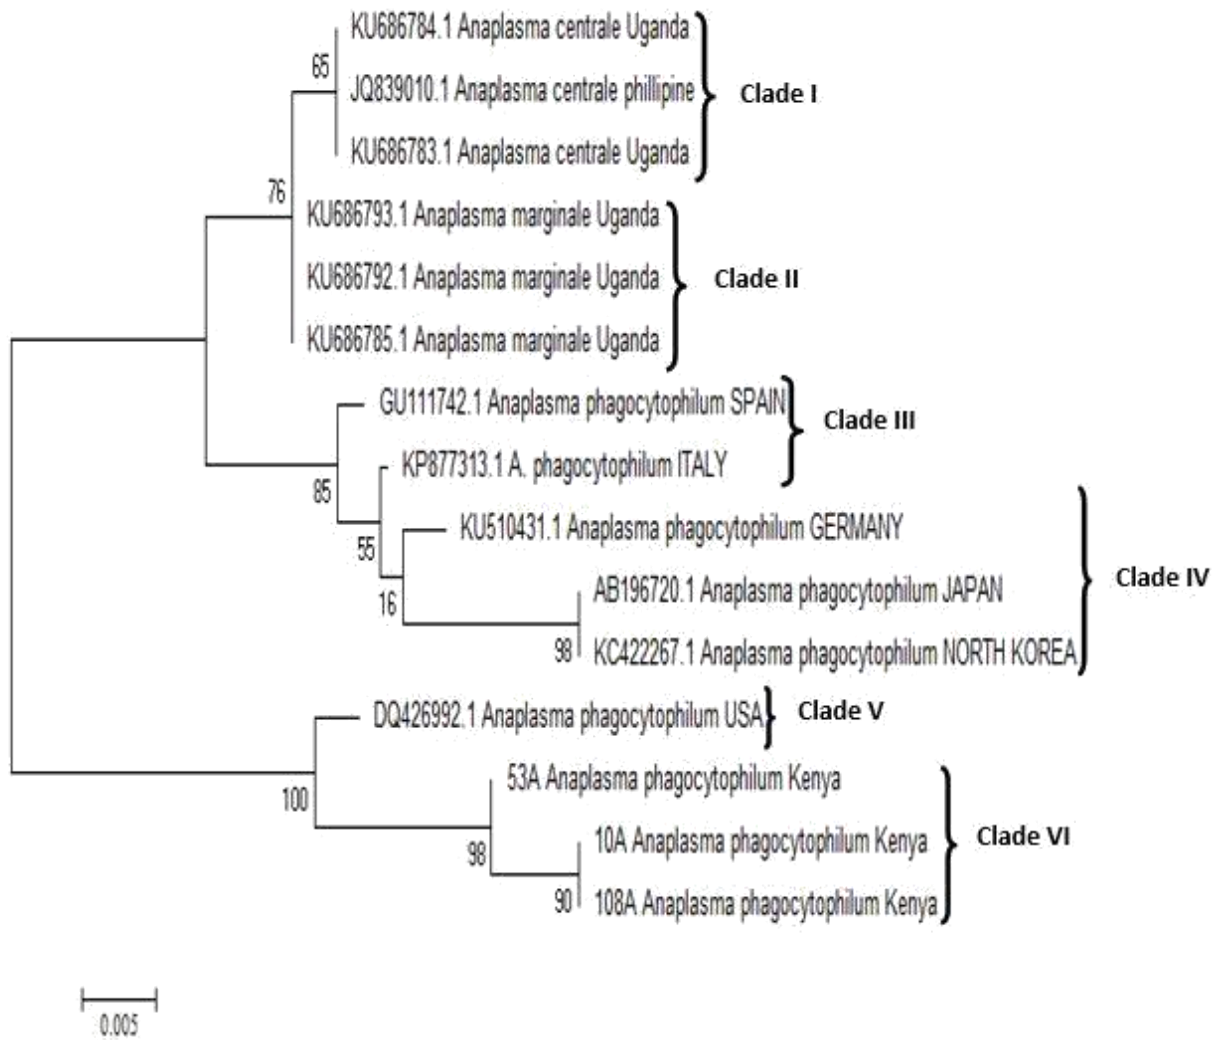 KU686784.1 Anaplasma centrale Uganda
65
JQ839010.1 Anaplasma centrale phillipine
Clade I
KU686783.1 Anaplasma centrale Uganda
76
KU686793.1 Anaplasma marginale Uganda
KU686792.1 Anaplasma marginale Uganda
Clade II
KU686785.1 Anaplasma marginale Uganda
GU111742.1 Anaplasma phagocytophilum SPAIN
Clade III
KP877313.1 A. phagocytophilum ITALY
85
KU510431.1 Anaplasma phagocytophilum GERMANY
55
Clade IV
AB196720.1 Anaplasma phagocytophilum JAPAN
16
98
KC422267.1 Anaplasma phagocytophilum NORTH KOREA
DQ426992.1 Anaplasma phagocytophilum USA
Clade V
53A Anaplasma phagocytophilum Kenya
100
10A Anaplasma phagocytophilum Kenya
Clade VI
98
90
108A Anaplasma phagocytophilum Kenya
0.005